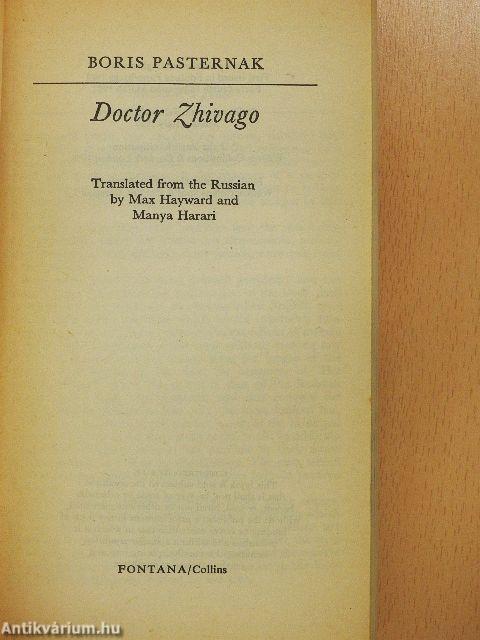 BORIS PASTERNAK
Doctor Zhivago
Translated from the Russian
by Max Hayward and
Manya Harari
FONTANA/Collins
Antikvárium.hu